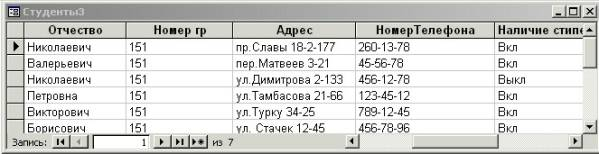 Студенты3
Отчество Номер гр Адрес НомерТелефона Наличие стипе
Николаевич 151 пр.Славы 18-2-177 260-13-78 Вкл
Валерьевич 151 пер.Матвеев 3-21 45-56-78 Вкл
Николаевич 151 ул.Димитрова 2-133 456-12-78 Выкл
Петровна 151 ул.Тамбасова 21-66 123-45-12 Вкл
Викторович 151 ул.Турку 34-25 789-12-45 Вкл
Борисович 151 ул. Стачек 12-45 456-78-96 Вкл
Запись: 1 из 7